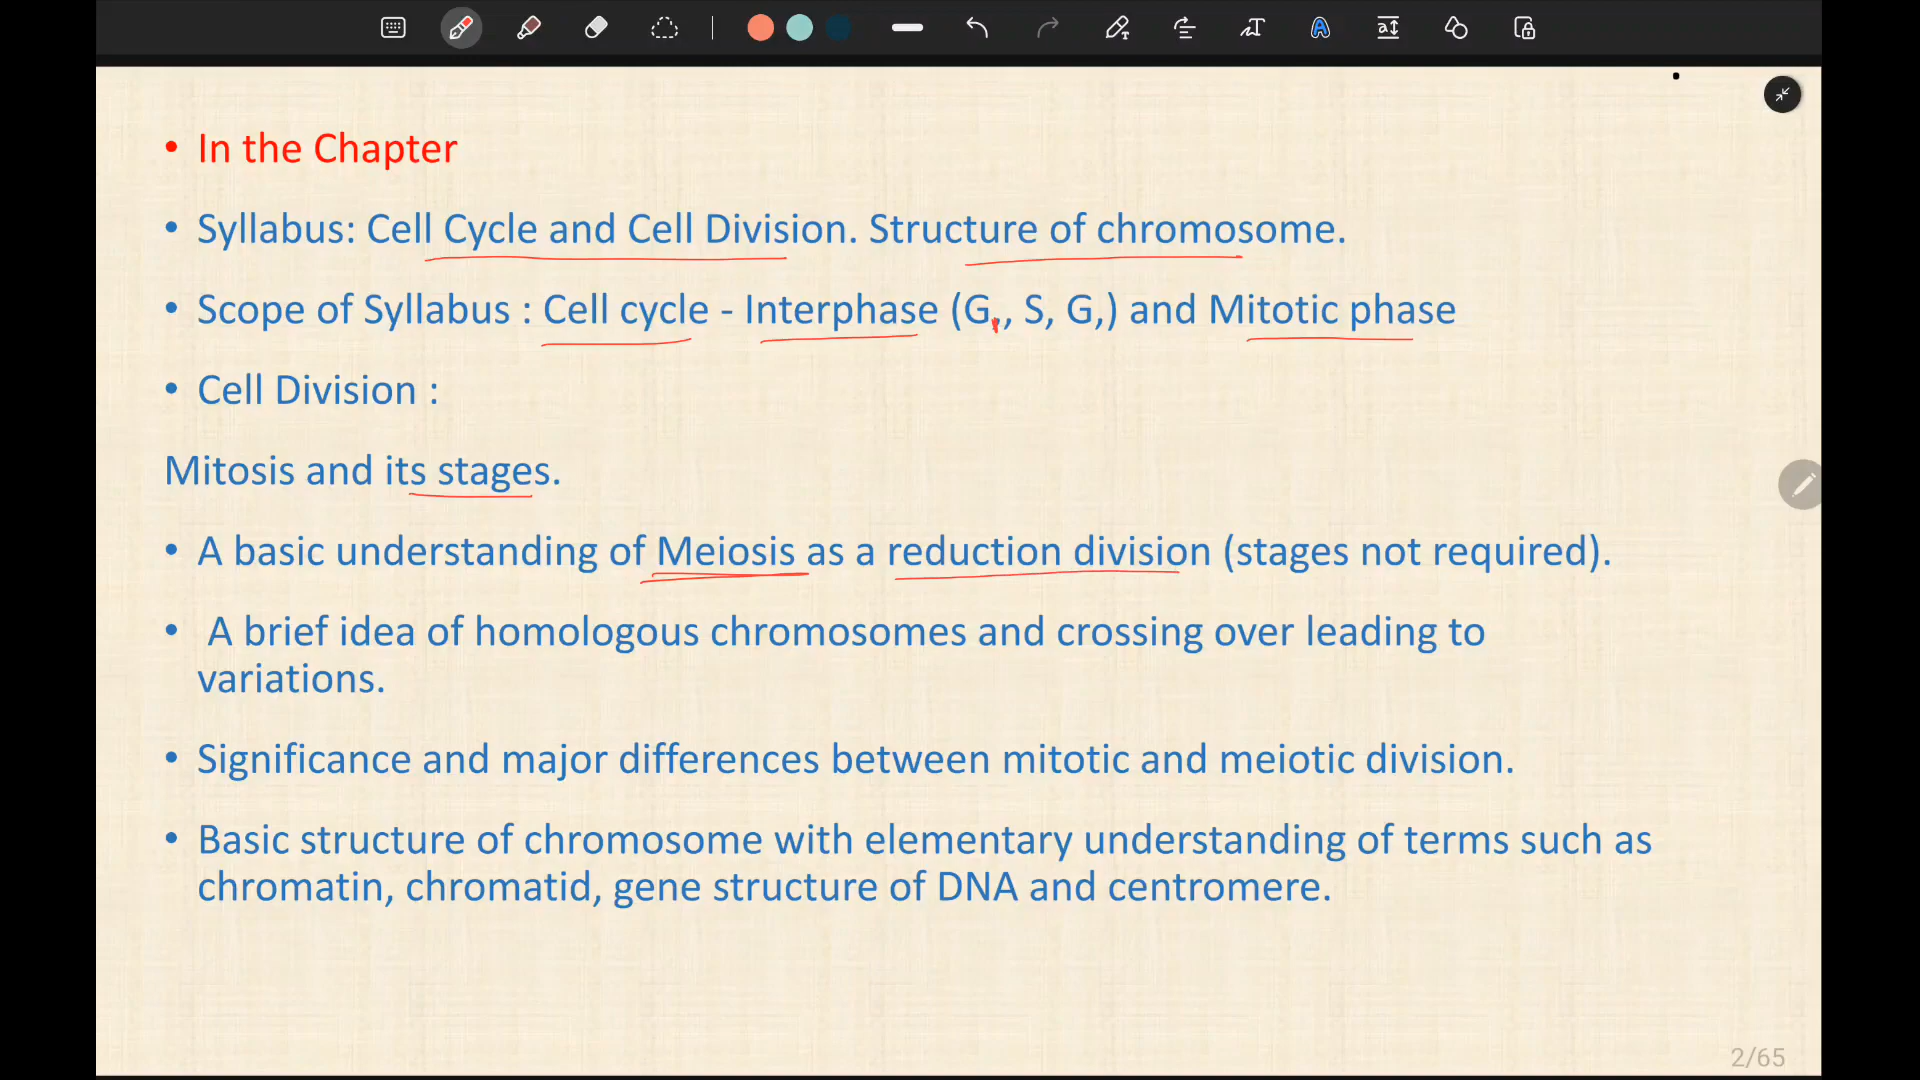 • In the Chapter
• Syllabus: Cell Cycle and Cell Division. Structure of chromosome.
• Scope of Syllabus : Cell cycle - Interphase (G,, S, G,) and Mitotic phase
• Cell Division :
Mitosis and its stages.
• A basic understanding of Meiosis as a reduction division (stages not required).
• A brief idea of homologous chromosomes and crossing over leading to
variations.
• Significance and major differences between mitotic and meiotic division.
• Basic structure of chromosome with elementary understanding of terms such as
chromatin, chromatid, gene structure of DNA and centromere.
2/65